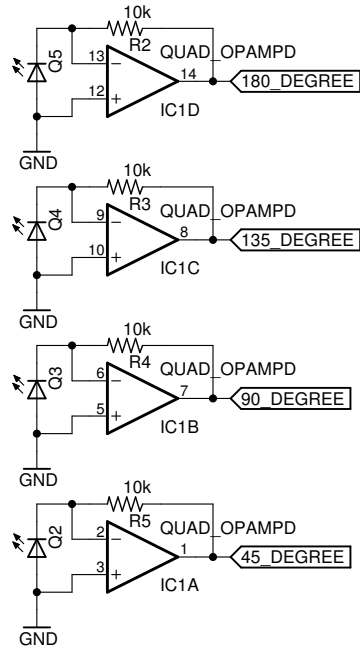 10k
R2
QUAD_OPAMPD
Q5
13
12
14
180_DEGREE
IC1D
GND
10k
R3
QUAD_OPAMPD
Q4
9
10
8
135_DEGREE
IC1C
GND
10k
R4
QUAD_OPAMPD
Q3
6
5
7
90_DEGREE
IC1B
GND
10k
R5
QUAD_OPAMPD
Q2
2
3
1
45_DEGREE
IC1A
GND